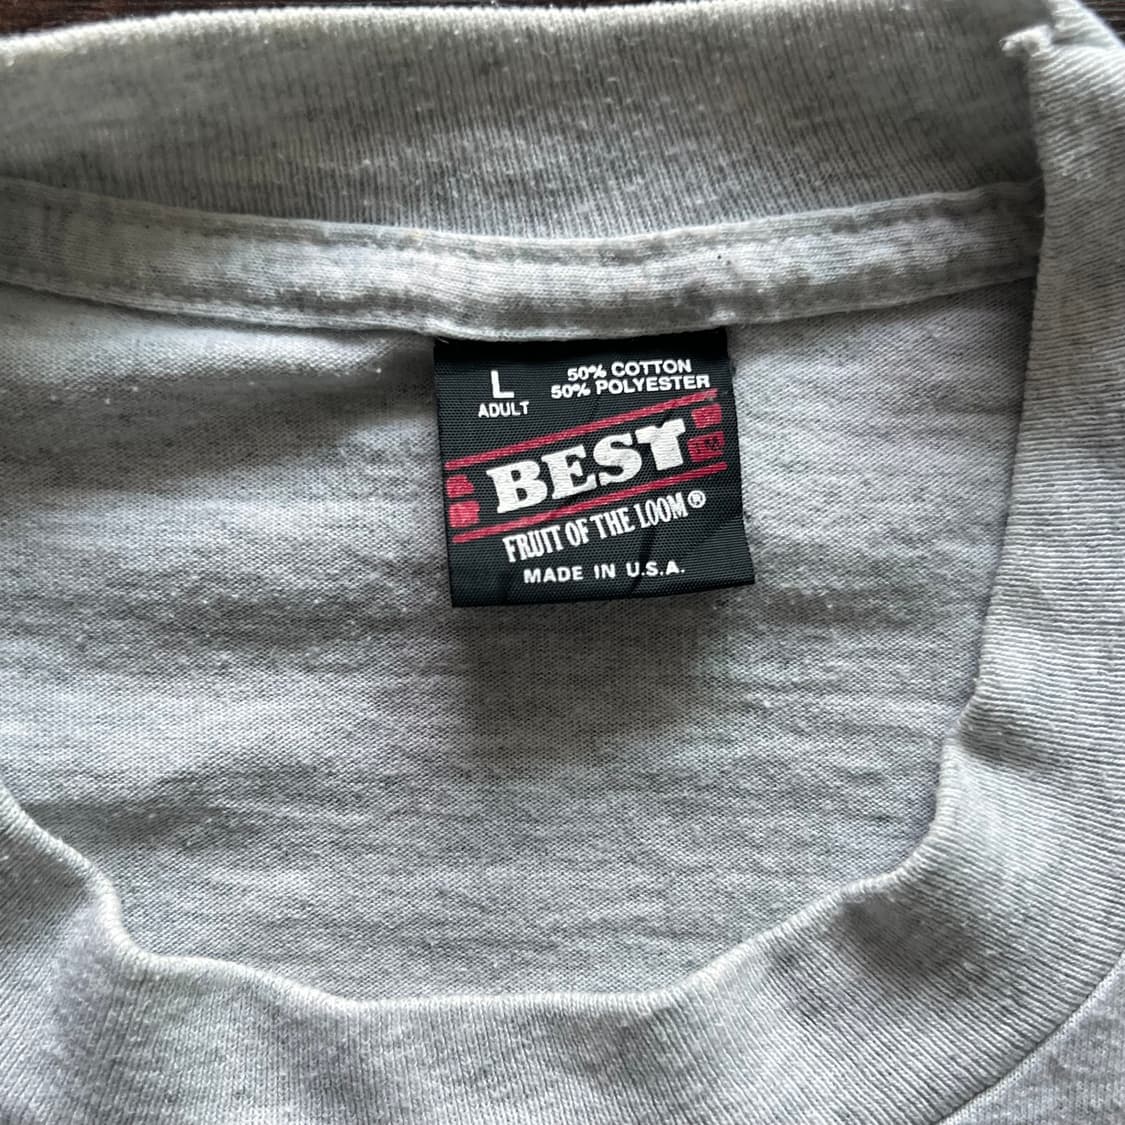 L
ADULT
50% COTTON
50% POLYESTER
BEST
FRUIT OF THE LOOM®
MADE IN U.S.A.